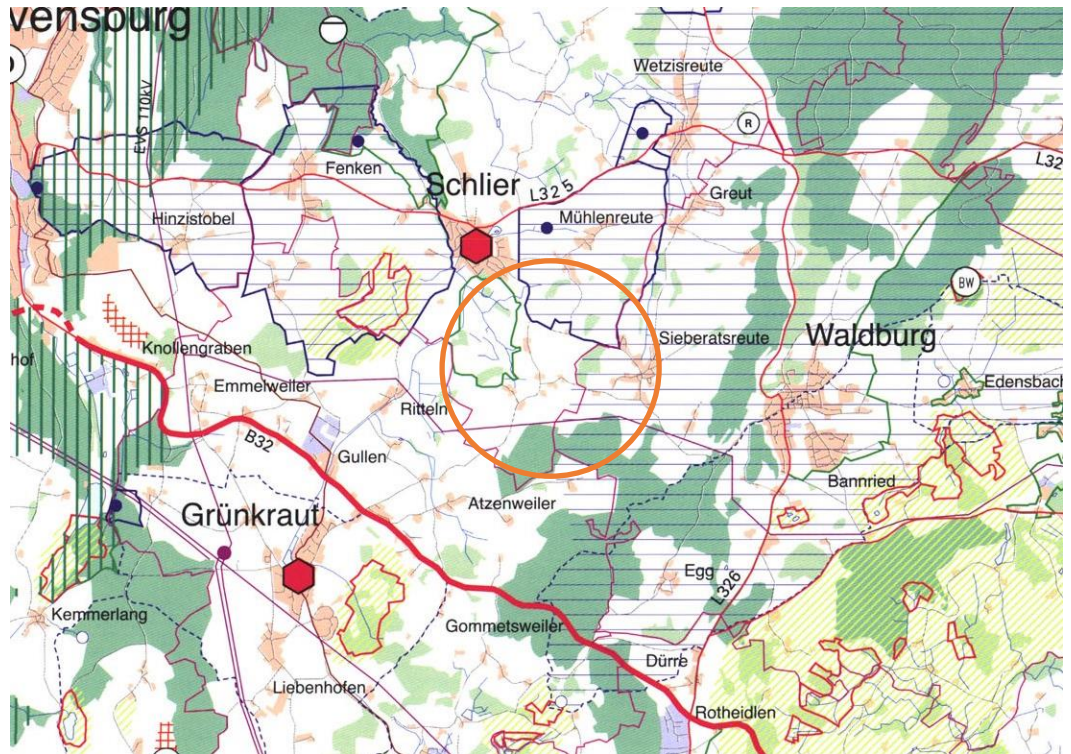 vensburg
Wetzisreute
EVS 110kV
R
Fenken
L32
Schlier
L325
Greut
Hinzistobel
Mühlenreute
BW
Sieberatsreute
Waldburg
Knollengraben
hof
Emmelweiler
Edensbach
Ritteln
B32
Gullen
Bannried
Atzenweiler
Grünkraut
Egg
L326
Kemmerlang
Gommetsweiler
Dürre
Liebenhofen
Rotheidlen